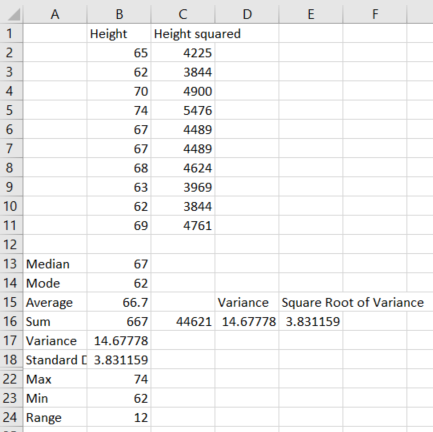 A B C D E F
1 Height Height squared
2 65 4225
3 62 3844
4 70 4900
5 74 5476
6 67 4489
7 67 4489
8 68 4624
9 63 3969
10 62 3844
11 69 4761
12
13 Median 67
14 Mode 62
15 Average 66.7 Variance Square Root of Variance
16 Sum 667 44621 14.67778 3.831159
17 Variance 14.67778
18 Standard D 3.831159
22 Max 74
23 Min 62
24 Range 12